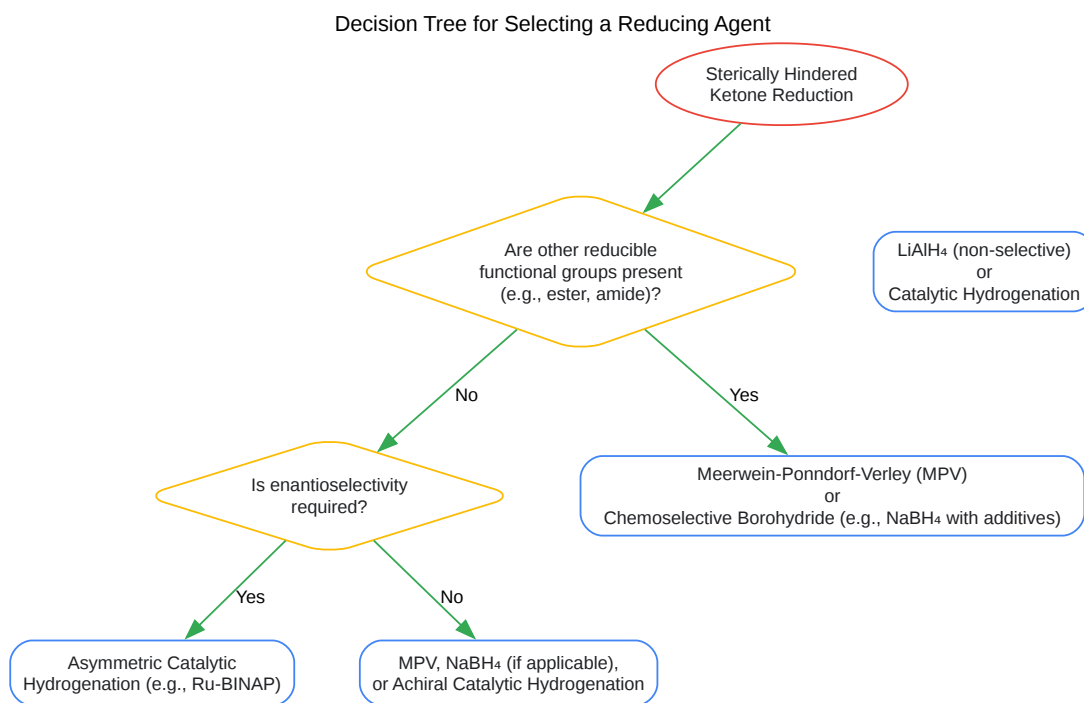 Decision Tree for Selecting a Reducing Agent
Sterically Hindered
Ketone Reduction
Are other reducible
functional groups present
(e.g., ester, amide)?
LiAlH₄ (non-selective)
or
Catalytic Hydrogenation
No
Yes
Is enantioselectivity
required?
Meerwein-Ponndorf-Verley (MPV)
or
Chemoselective Borohydride (e.g., NaBH₄ with additives)
Yes
No
Asymmetric Catalytic
Hydrogenation (e.g., Ru-BINAP)
MPV, NaBH₄ (if applicable),
or Achiral Catalytic Hydrogenation